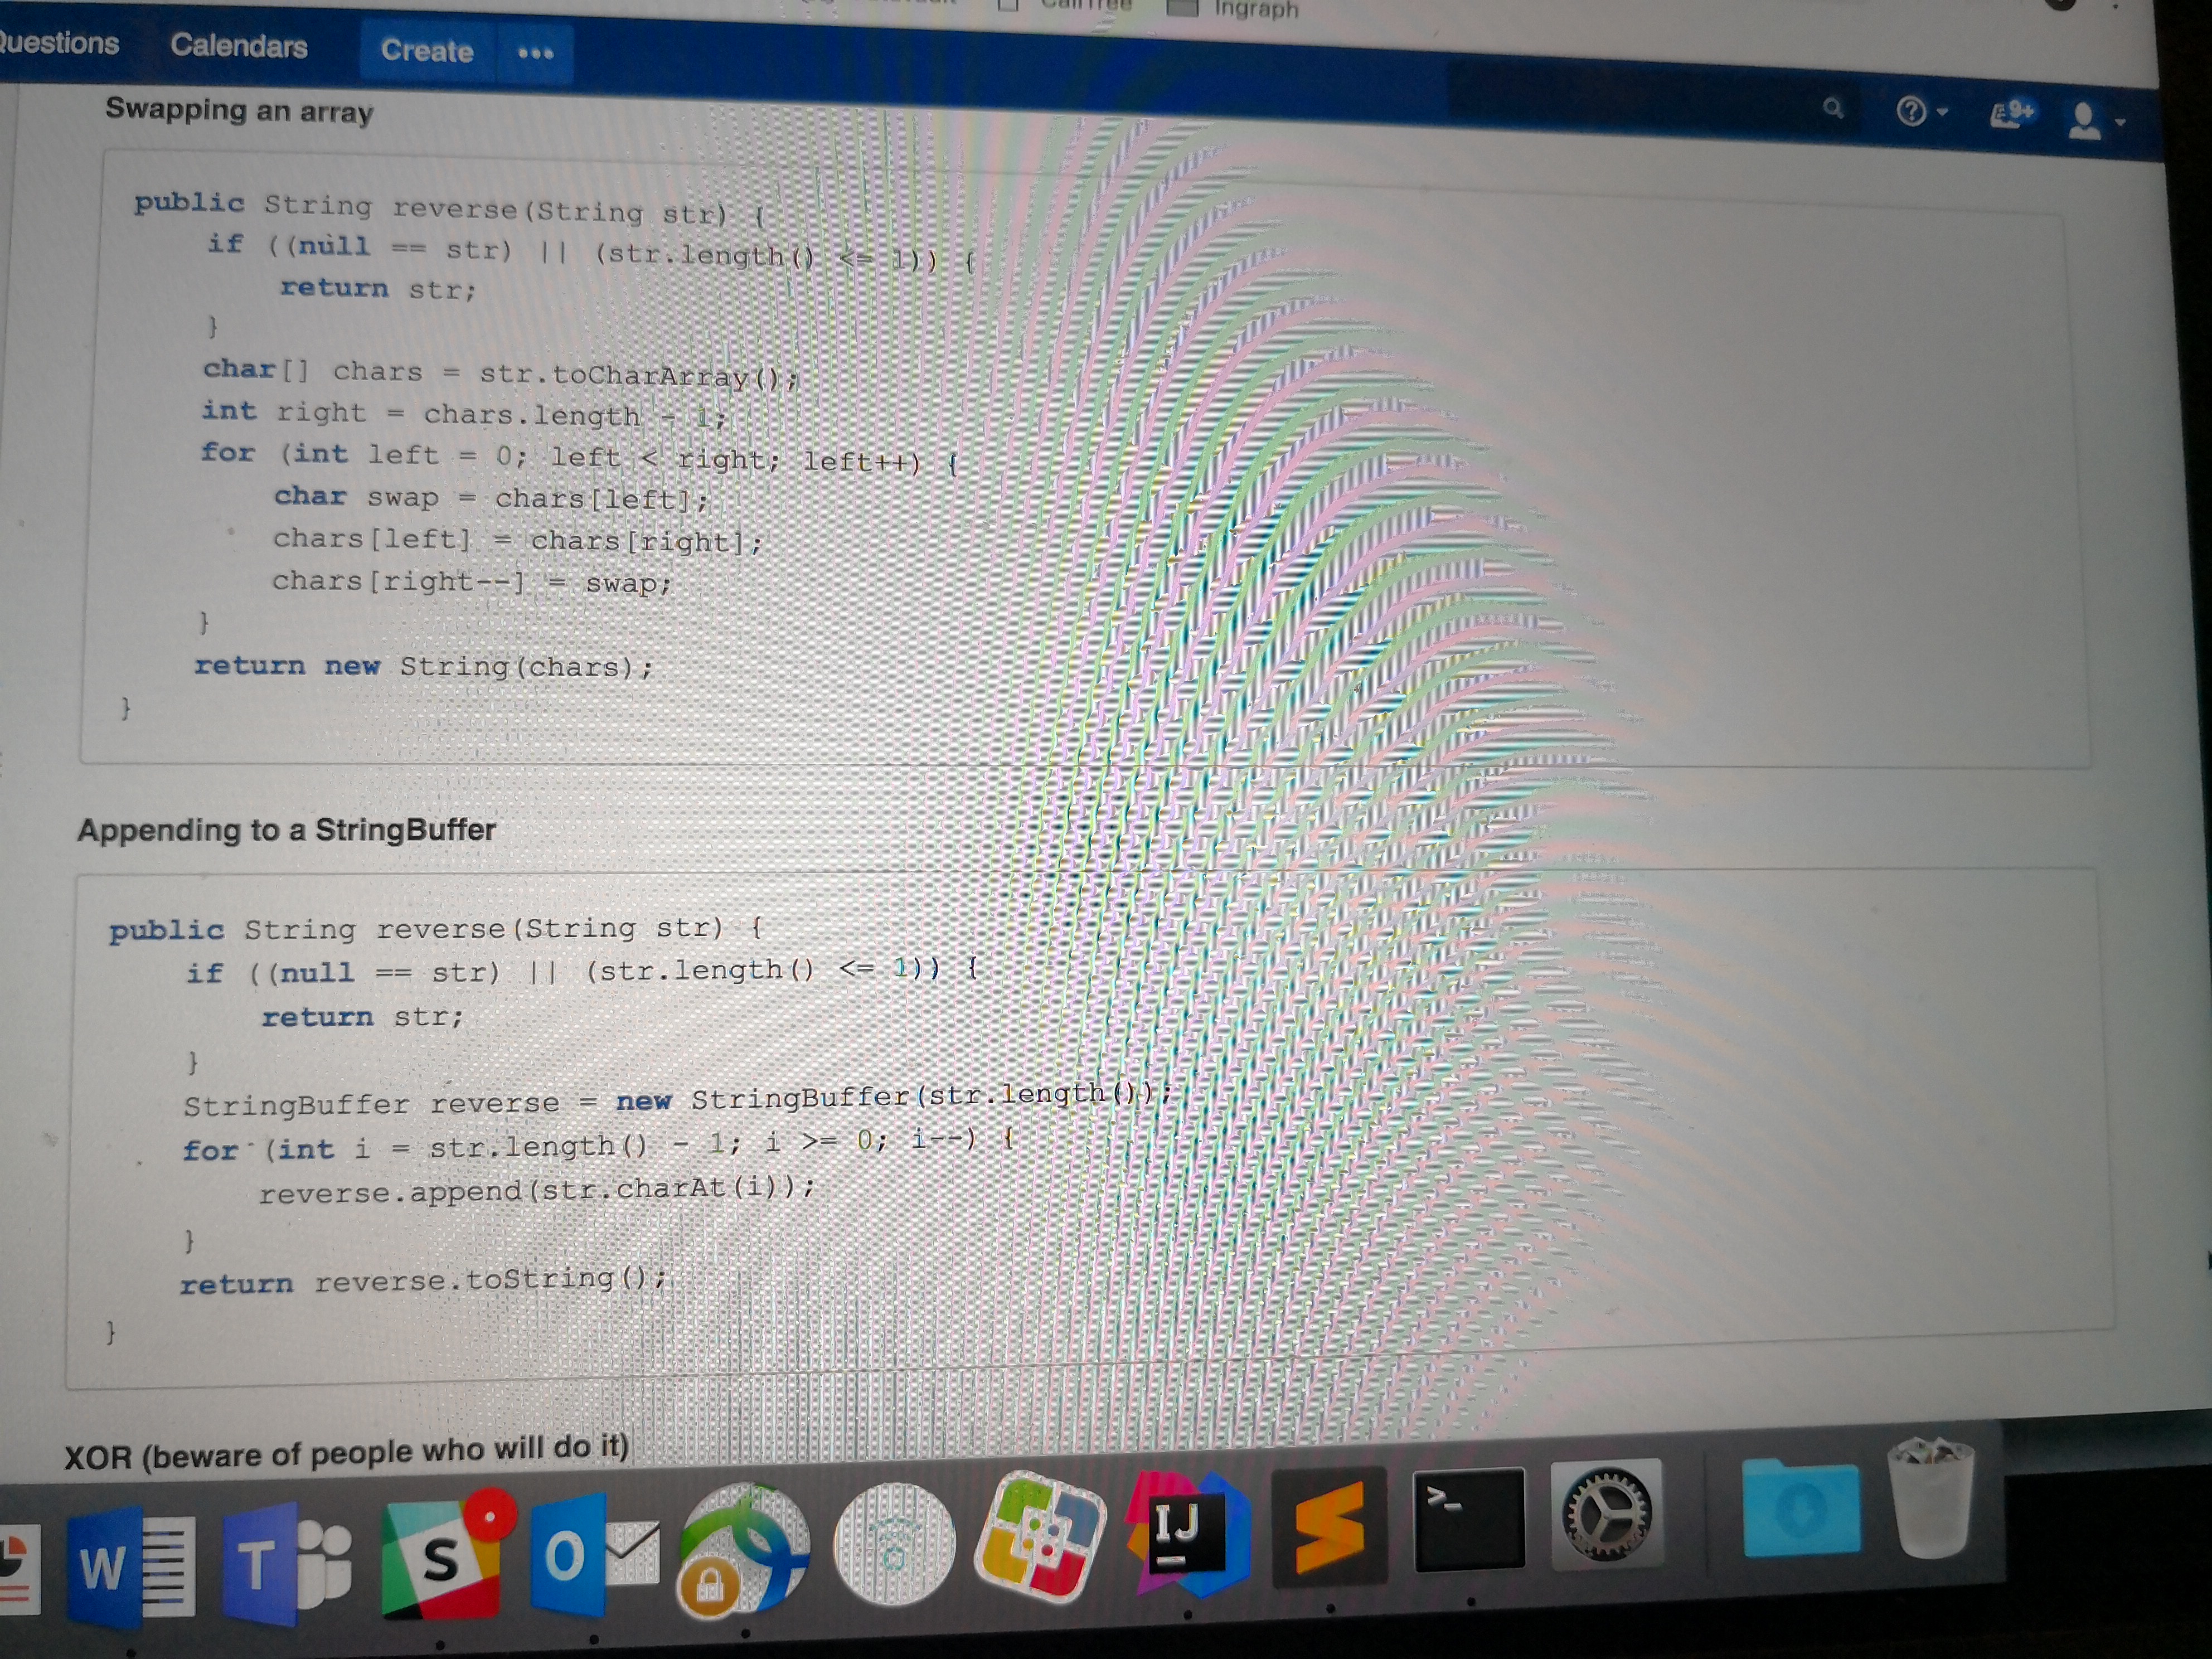 Ingraph
Questions Calendars Create •••
9+
Swapping an array
public String reverse(String str) {
if ((null == str) || (str.length() <= 1)) {
return str;
}
char[] chars = str.toCharArray();
int right = chars.length - 1;
for (int left = 0; left < right; left++) {
char swap = chars[left];
chars[left] = chars[right];
chars[right--] = swap;
}
return new String(chars);
}
Appending to a StringBuffer
public String reverse(String str) {
if ((null == str) || (str.length() <= 1)) {
return str;
}
StringBuffer reverse = new StringBuffer(str.length());
for (int i = str.length() - 1; i >= 0; i--) {
reverse.append(str.charAt(i));
}
return reverse.toString();
}
XOR (beware of people who will do it)
W T S O IJ >_